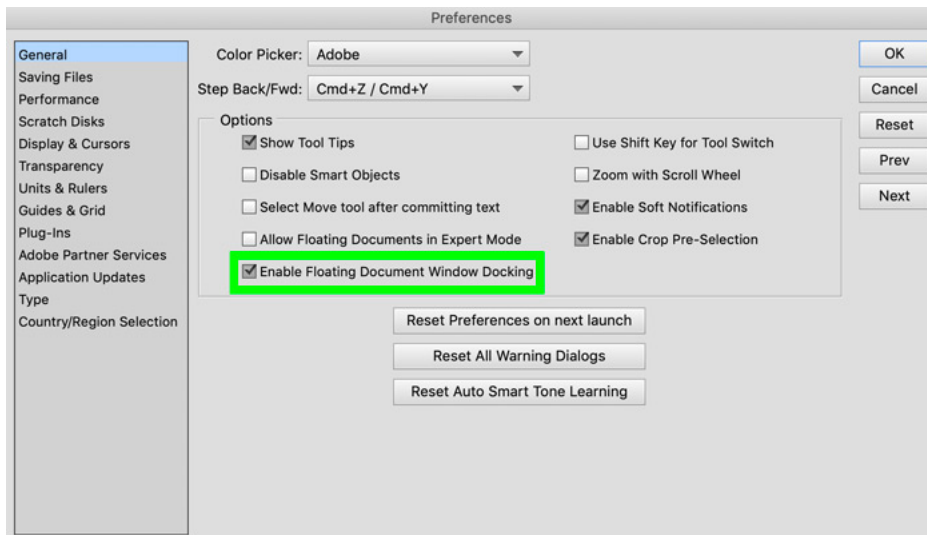 Preferences
General
Saving Files
Performance
Scratch Disks
Display & Cursors
Transparency
Units & Rulers
Guides & Grid
Plug-Ins
Adobe Partner Services
Application Updates
Type
Country/Region Selection
Color Picker: Adobe
Step Back/Fwd: Cmd+Z / Cmd+Y
Options
Show Tool Tips
Disable Smart Objects
Select Move tool after committing text
Allow Floating Documents in Expert Mode
Enable Floating Document Window Docking
Use Shift Key for Tool Switch
Zoom with Scroll Wheel
Enable Soft Notifications
Enable Crop Pre-Selection
Reset Preferences on next launch
Reset All Warning Dialogs
Reset Auto Smart Tone Learning
OK
Cancel
Reset
Prev
Next